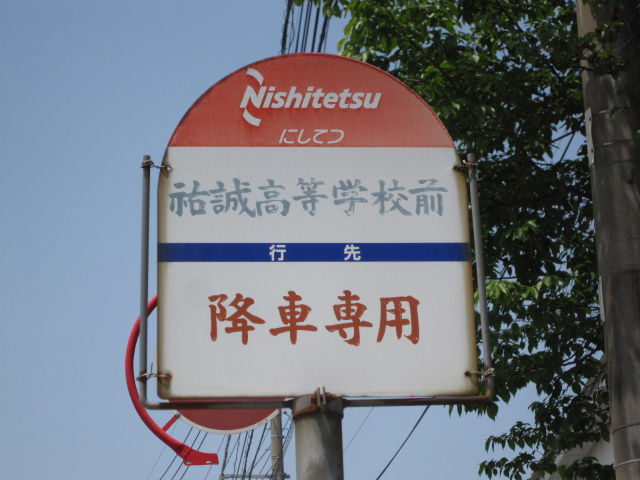 Nishitetsu
にしてつ
祐誠高等学校前
行先
降車専用